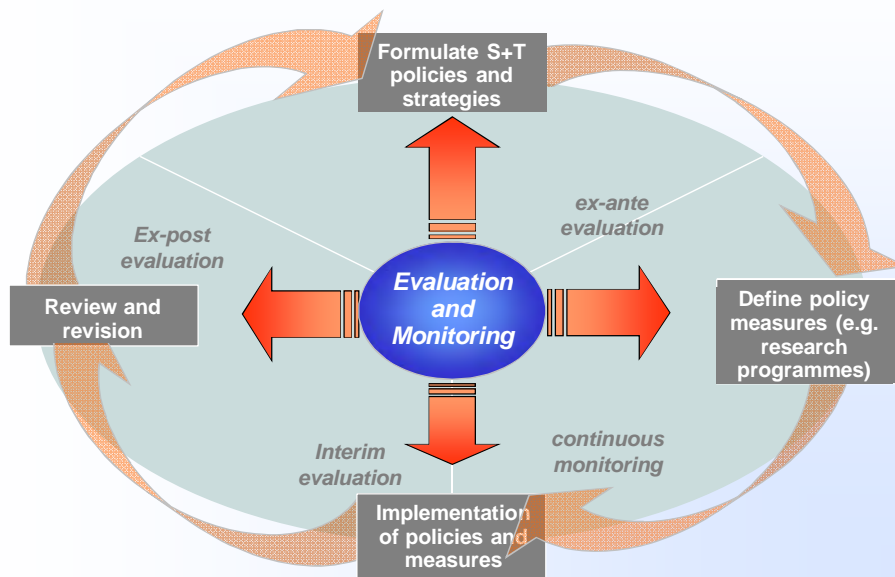 Formulate S+T
policies and
strategies
ex-ante
evaluation
Ex-post
evaluation
Evaluation
and
Monitoring
Review and
revision
Define policy
measures (e.g.
research
programmes)
Interim
evaluation
continuous
monitoring
Implementation
of policies and
measures